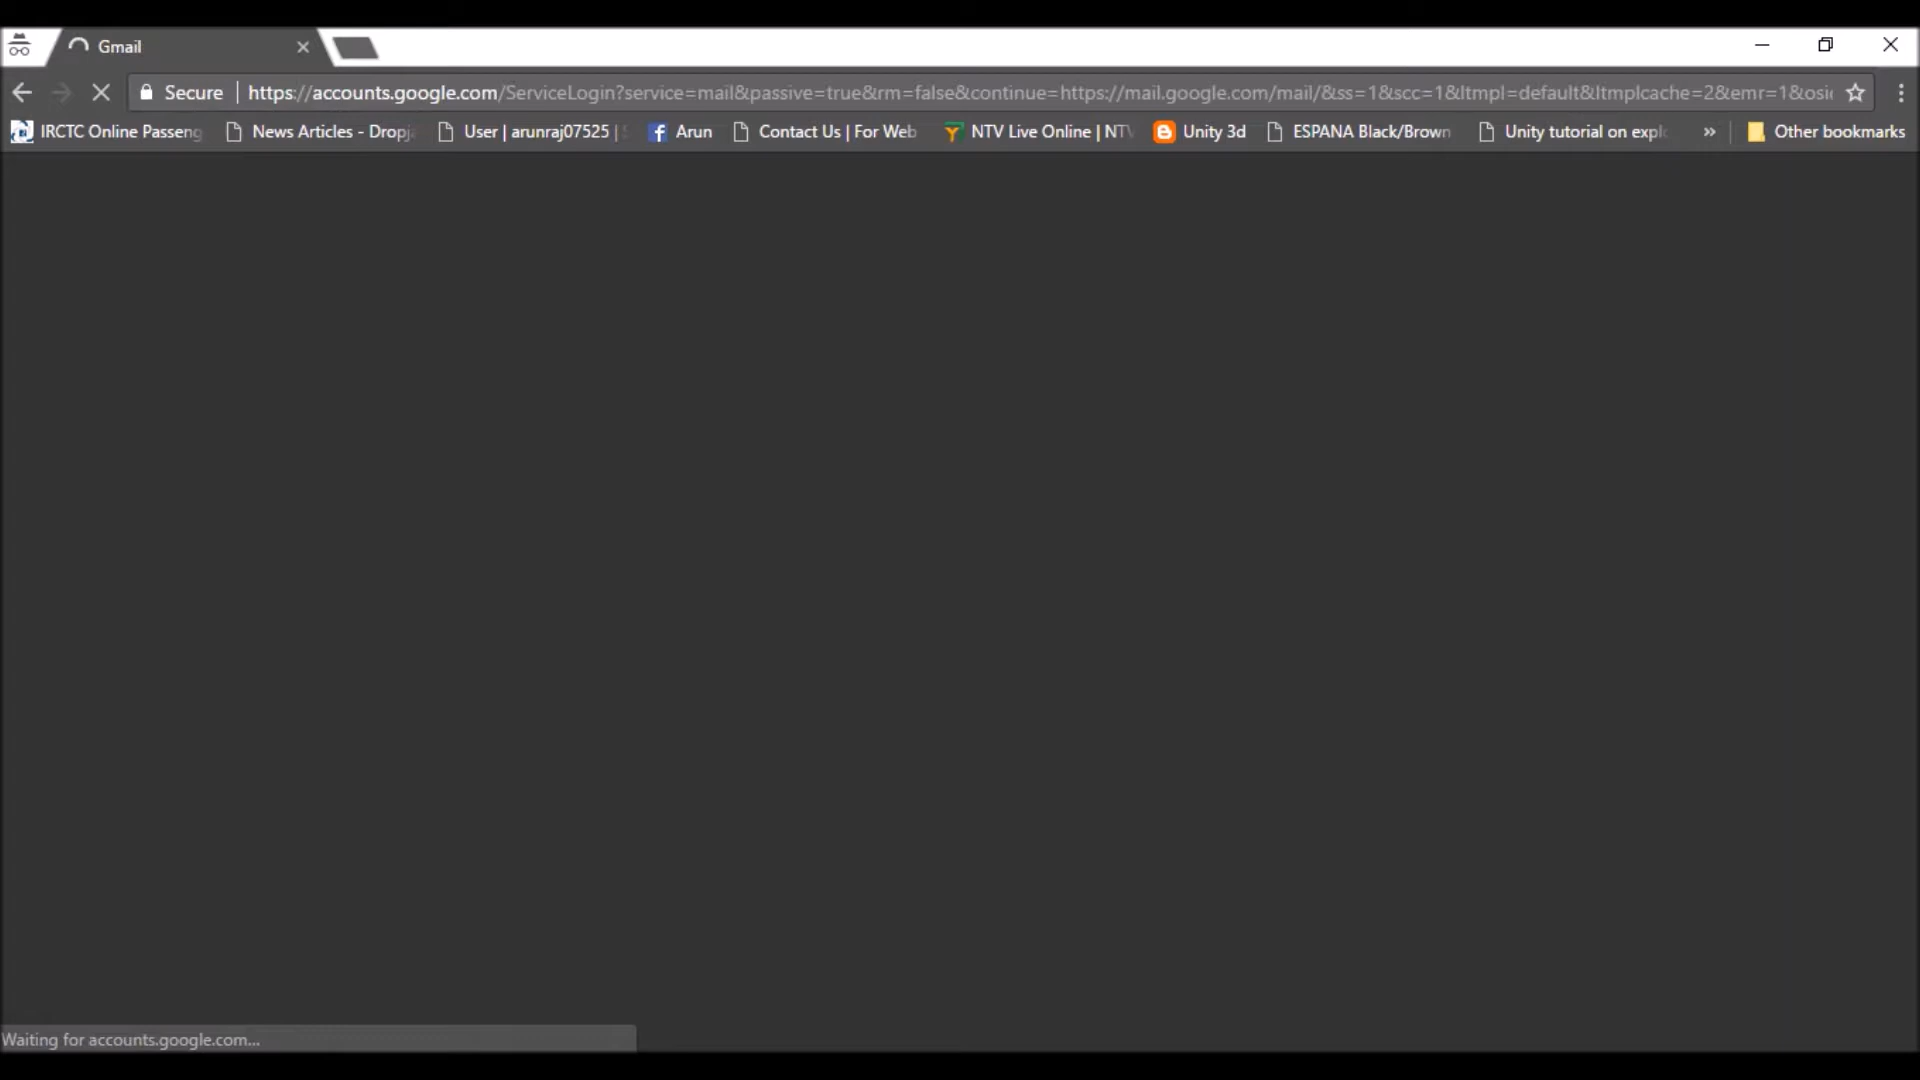 Gmail
Secure https://accounts.google.com/ServiceLogin?service=mail&passive=true&rm=false&continue=https://mail.google.com/mail/&ss=1&scc=1&ltmpl=default&ltmplcache=2&emr=1&osi
IRCTC Online Passeng News Articles - Dropj User | arunraj07525 | Arun Contact Us | For Web NTV Live Online | NTV Unity 3d ESPANA Black/Brown Unity tutorial on expl » Other bookmarks
Waiting for accounts.google.com...